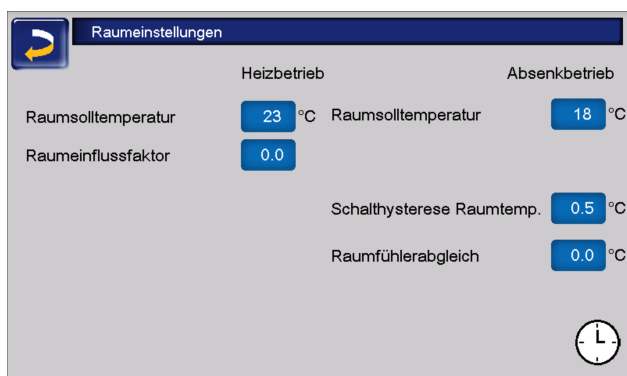 Raumeinstellungen
Heizbetrieb Absenkbetrieb
Raumsolltemperatur 23 °C Raumsolltemperatur 18 °C
Raumeinflussfaktor 0.0
Schalthysterese Raumtemp. 0.5 °C
Raumfühlerabgleich 0.0 °C